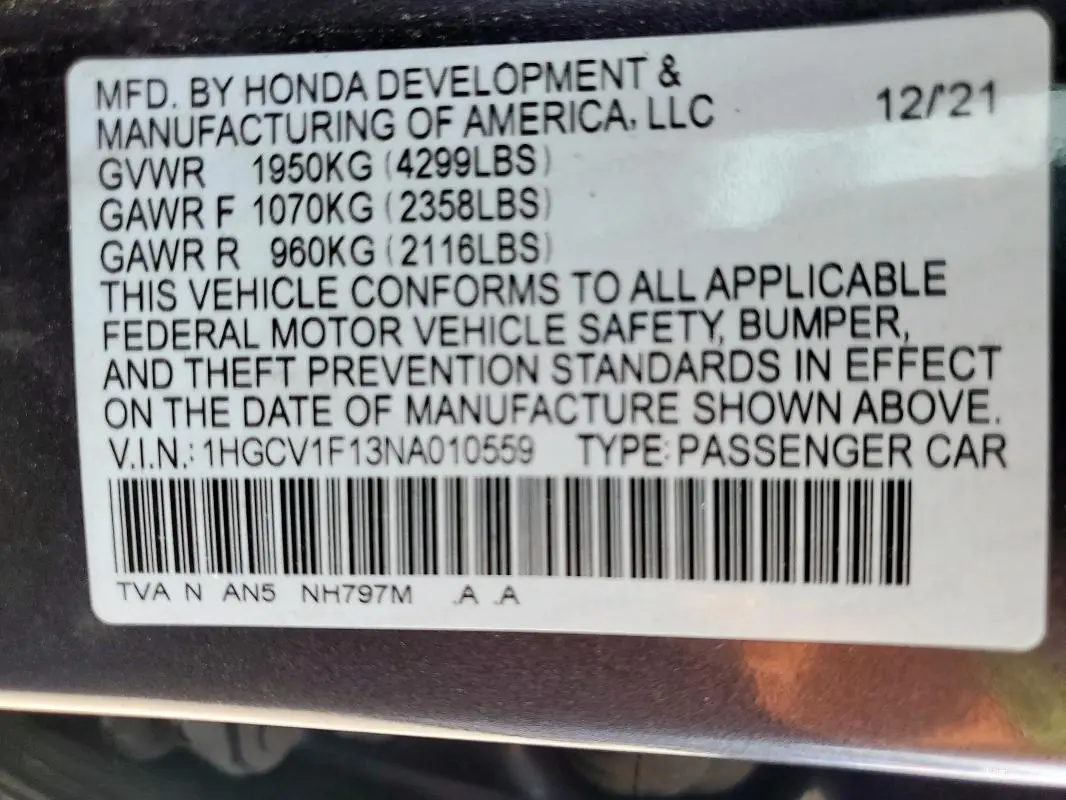 MFD. BY HONDA DEVELOPMENT &
MANUFACTURING OF AMERICA, LLC 12/'21
GVWR 1950KG (4299LBS)
GAWR F 1070KG (2358LBS)
GAWR R 960KG (2116LBS)
THIS VEHICLE CONFORMS TO ALL APPLICABLE
FEDERAL MOTOR VEHICLE SAFETY, BUMPER,
AND THEFT PREVENTION STANDARDS IN EFFECT
ON THE DATE OF MANUFACTURE SHOWN ABOVE.
V.I.N.: 1HGCV1F13NA010559 TYPE: PASSENGER CAR
TVA N AN5 NH797M .A .A